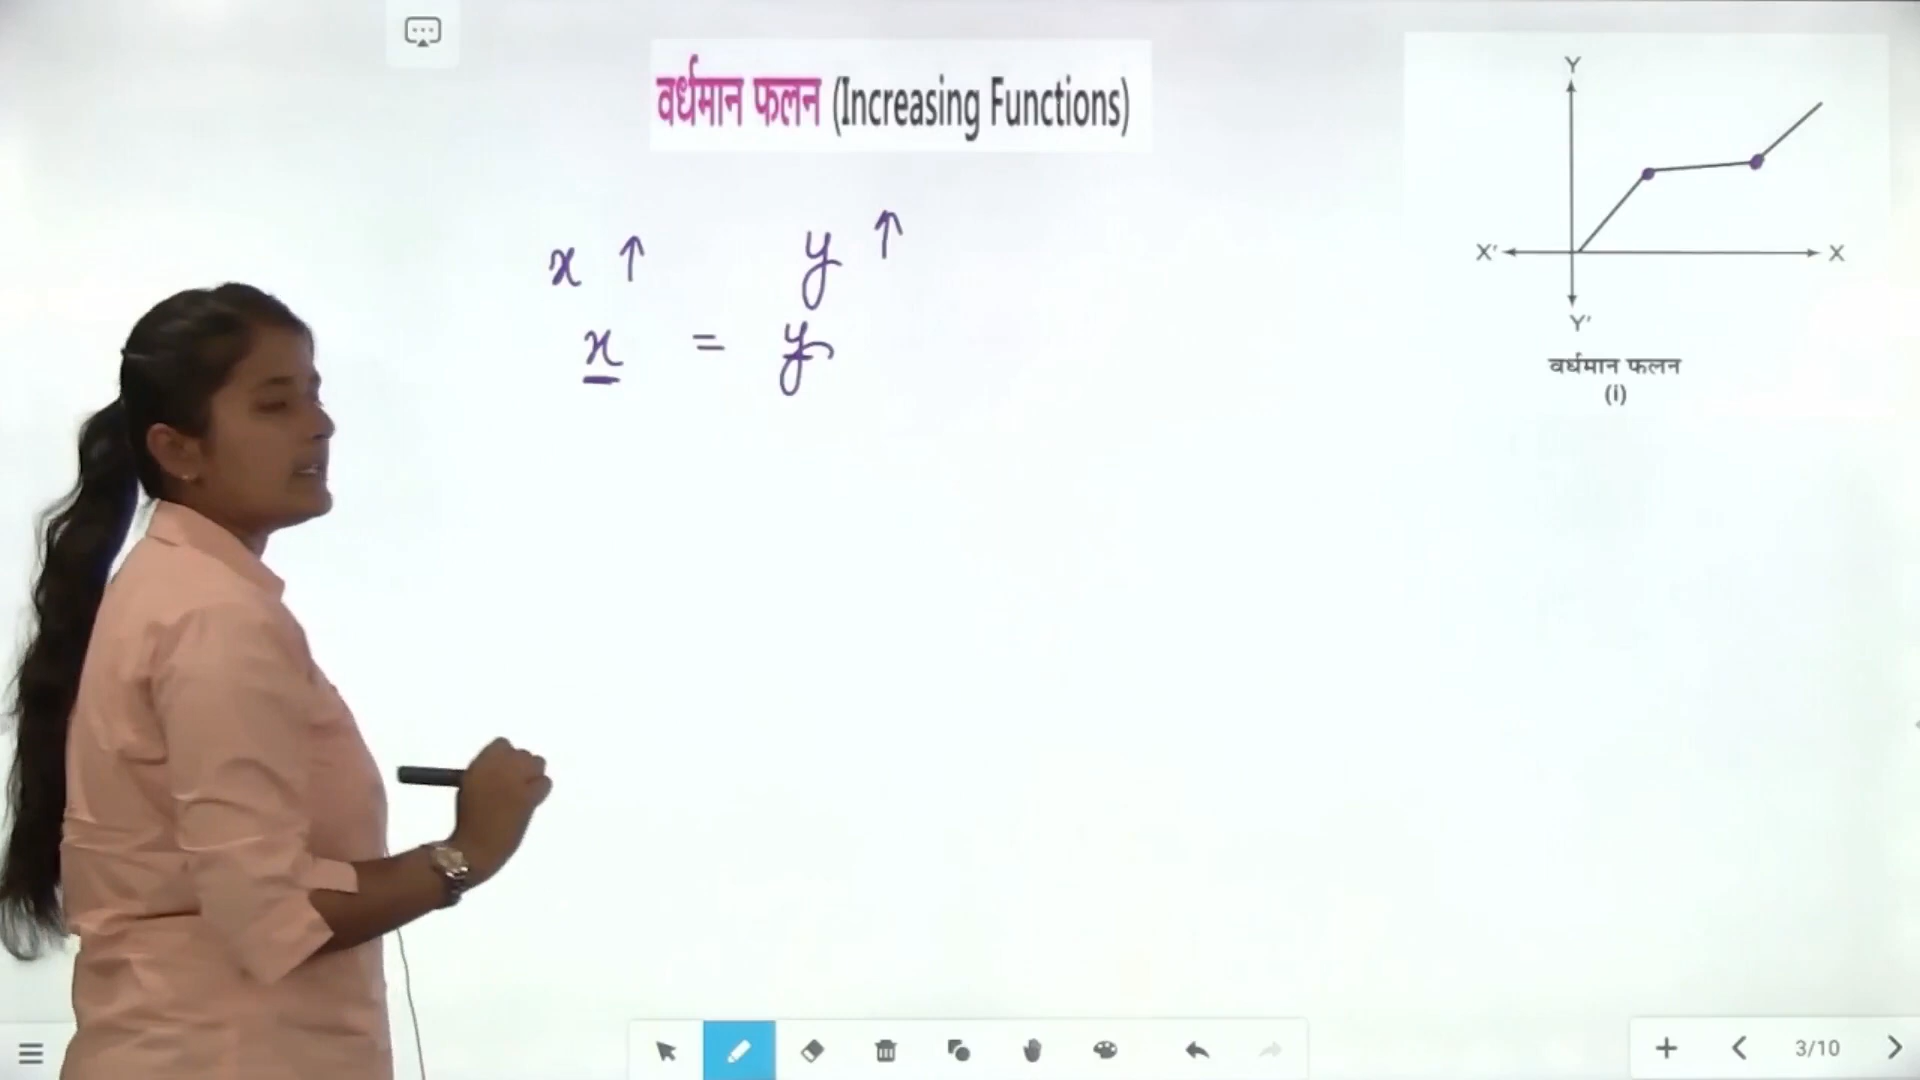 वर्धमान फलन (Increasing Functions)
x ↑ y ↑
x = y
Y
X' X
Y'
वर्धमान फलन
(i)
3/10